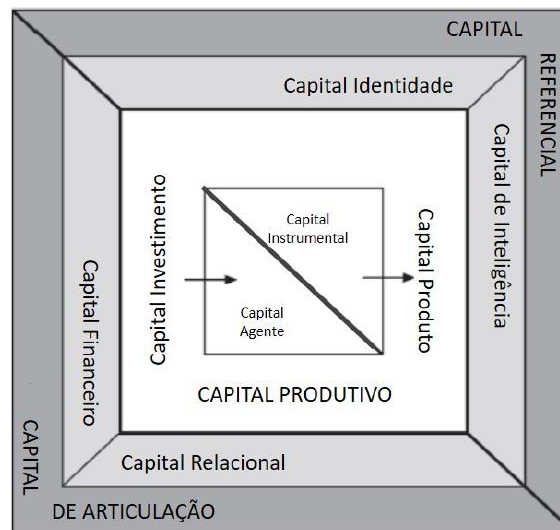 CAPITAL
REFERENCIAL
Capital Identidade
Capital de Inteligência
Capital Financeiro
Capital Investimento
Capital
Instrumental
Capital
Agente
Capital Produto
CAPITAL PRODUTIVO
Capital Relacional
CAPITAL
DE ARTICULAÇÃO